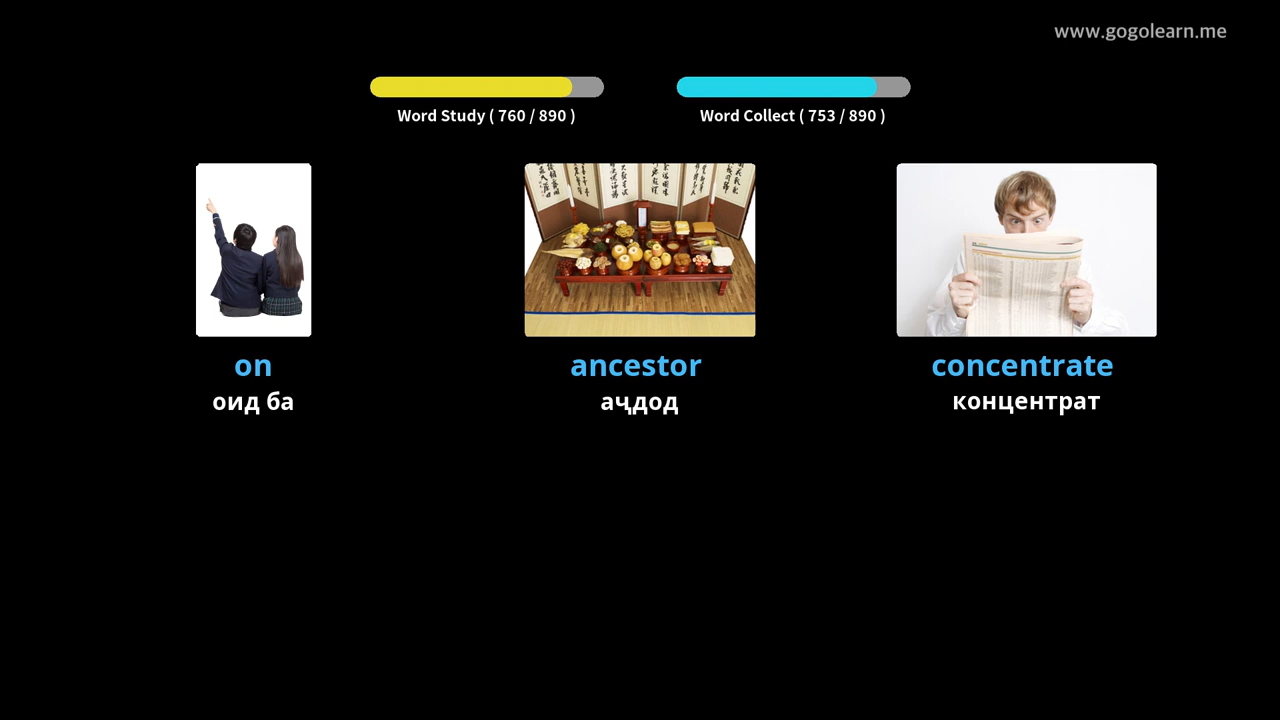 www.gogolearn.me
Word Study ( 760 / 890 )
Word Collect ( 753 / 890 )
on
ancestor
concentrate
оид ба
аҷдод
концентрат